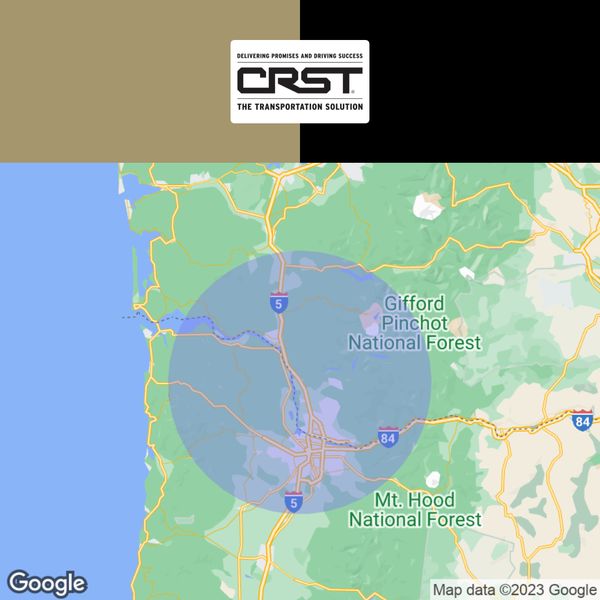 DELIVERING PROMISES AND DRIVING SUCCESS
CRST®
THE TRANSPORTATION SOLUTION
5
Gifford
Pinchot
National Forest
84
84
5
Mt. Hood
National Forest
Google
Map data ©2023 Google